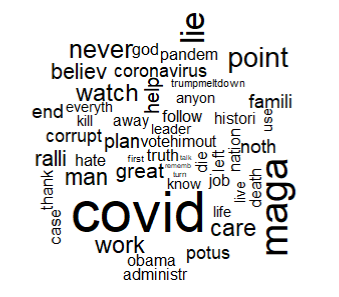 lie
never god
pandem
point
believ coronavirus
trumpmeltdown
watch help anyon
famili
everyth
end kill away follow histori use
leader
corrupt plan votehimout
nation noth
ralli hate first truth talk die left
rememb
man great turn know job live death maga
thank
case covid life care
work
obama potus
administr